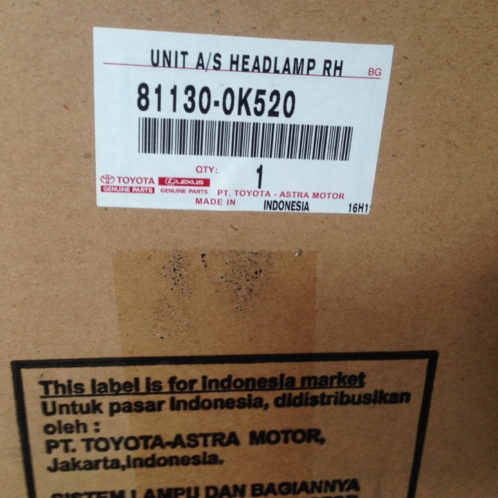 UNIT A/S HEADLAMP RH
BG
81130-0K520
QTY: 1
TOYOTA LEXUS
GENUINE PARTS GENUINE PARTS PT. TOYOTA - ASTRA MOTOR
MADE IN INDONESIA 16H1
This label is for Indonesia market
Untuk pasar Indonesia, didistribusikan
oleh :
PT. TOYOTA-ASTRA MOTOR,
Jakarta,Indonesia.
SISTEM LAMPU DAN BAGIANNYA